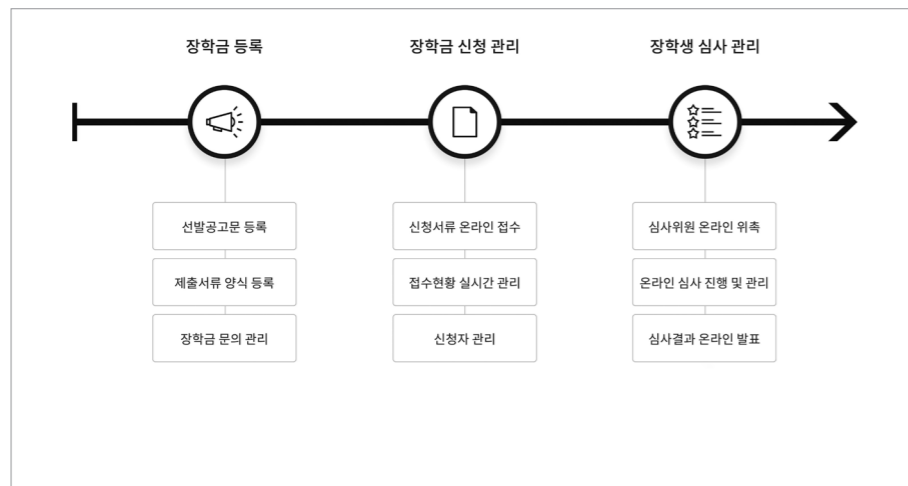 장학금 등록
장학금 신청 관리
장학생 심사 관리
선발공고문 등록
신청서류 온라인 접수
심사위원 온라인 위촉
제출서류 양식 등록
접수현황 실시간 관리
온라인 심사 진행 및 관리
장학금 문의 관리
신청자 관리
심사결과 온라인 발표